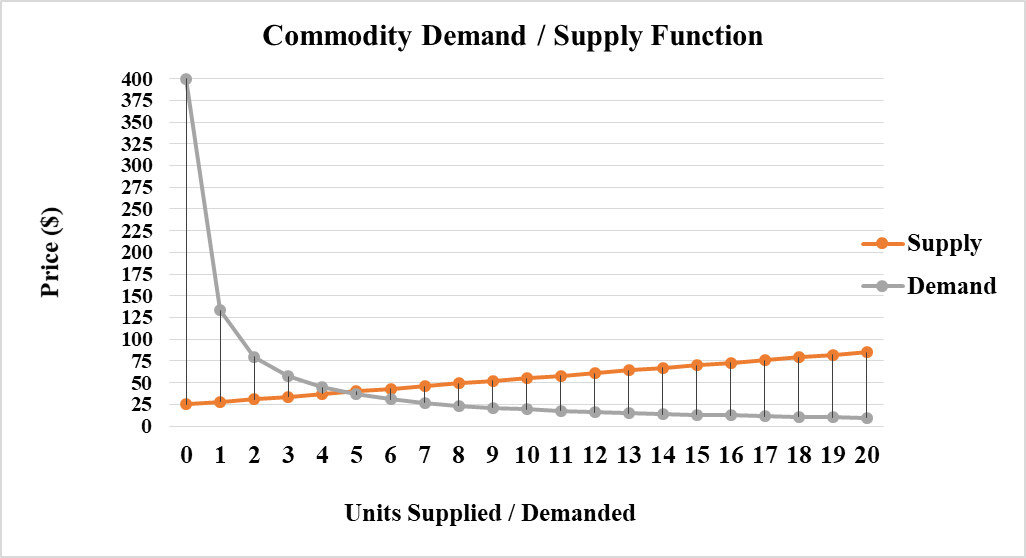 Commodity Demand / Supply Function
400
375
350
325
300
275
250
225
200
175
150
125
100
75
50
25
0
Price ($)
Supply
Demand
0 1 2 3 4 5 6 7 8 9 10 11 12 13 14 15 16 17 18 19 20
Units Supplied / Demanded